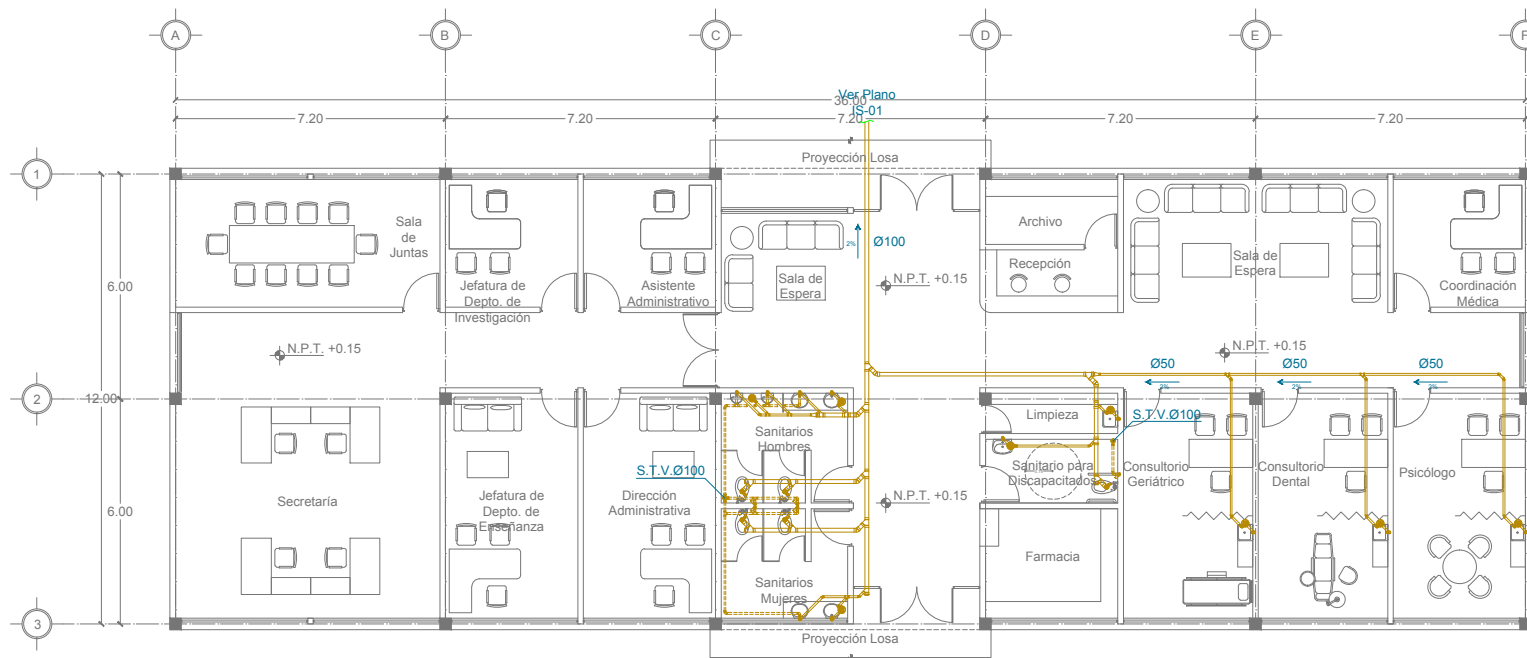 A
B
C
D
E
F
Ver Plano
IS-01
36.00
7.20
7.20
7.20
7.20
7.20
Proyección Losa
1
Sala
de
Juntas
Jefatura de
Depto. de
Investigación
Asistente
Administrativo
2%
Ø100
Sala de
Espera
N.P.T. +0.15
Archivo
Recepción
Sala de
Espera
Coordinación
Médica
6.00
N.P.T. +0.15
N.P.T. +0.15
Ø50
Ø50
Ø50
2%
2%
2%
2
12.00
Sanitarios
Hombres
Limpieza
S.T.V.Ø100
S.T.V.Ø100
Sanitario para
Discapacitados
Consultorio
Geriátrico
Consultorio
Dental
Psicólogo
Secretaría
Jefatura de
Depto. de
Enseñanza
Dirección
Administrativa
N.P.T. +0.15
6.00
Farmacia
Sanitarios
Mujeres
3
Proyección Losa